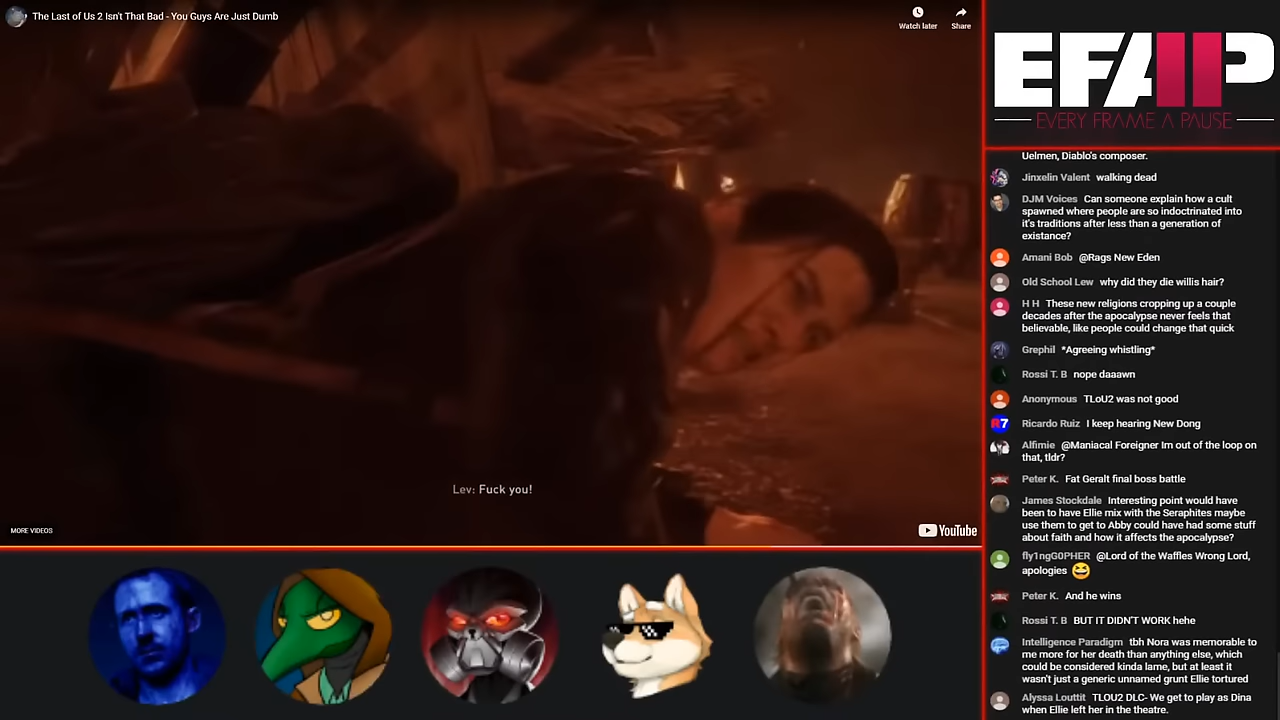 The Last of Us 2 Isn't That Bad - You Guys Are Just Dumb
Watch later
Share
Lev: Fuck you!
MORE VIDEOS
YouTube
EFAP
EVERY FRAME A PAUSE
Uelmen, Diablo's composer.
Jinxelin Valent walking dead
DJM Voices Can someone explain how a cult
spawned where people are so indoctrinated into
it's traditions after less than a generation of
existance?
Amani Bob @Rags New Eden
Old School Lew why did they die willis hair?
H H These new religions cropping up a couple
decades after the apocalypse never feels that
believable, like people could change that quick
Grephil *Agreeing whistling*
Rossi T. B nope daaawn
Anonymous TLoU2 was not good
R7
Ricardo Ruiz I keep hearing New Dong
Alfimie @Maniacal Foreigner Im out of the loop on
that, tldr?
Peter K. Fat Geralt final boss battle
James Stockdale Interesting point would have
been to have Ellie mix with the Seraphites maybe
use them to get to Abby could have had some stuff
about faith and how it affects the apocalypse?
fly1ngG0PHER @Lord of the Waffles Wrong Lord,
apologies 😆
Peter K. And he wins
Rossi T. B BUT IT DIDN'T WORK hehe
Intelligence Paradigm tbh Nora was memorable to
me more for her death than anything else, which
could be considered kinda lame, but at least it
wasn't just a generic unnamed grunt Ellie tortured
Alyssa Louttit TLOU2 DLC- We get to play as Dina
when Ellie left her in the theatre.